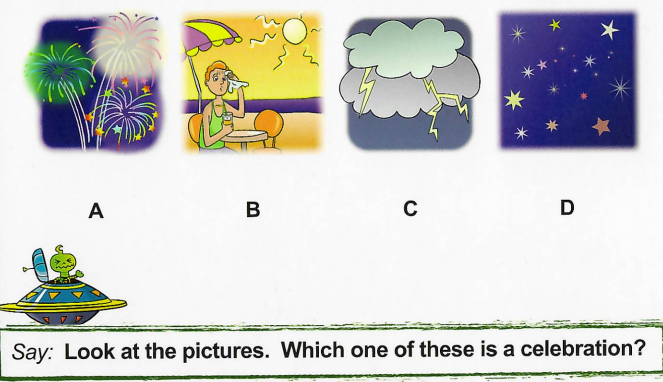 A B C D
Say: Look at the pictures. Which one of these is a celebration?